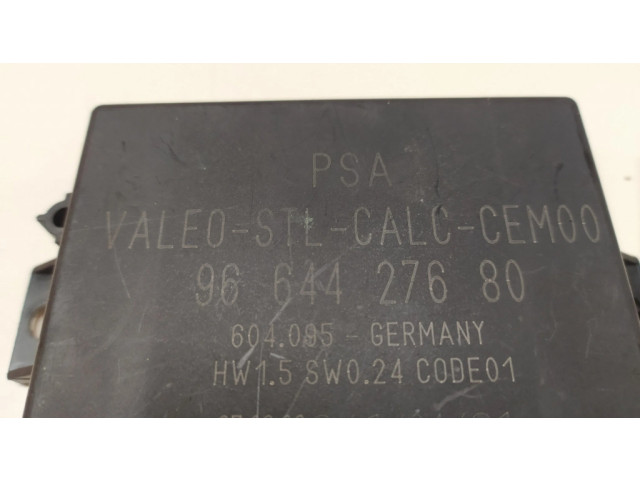 PSA
VALEO-STL-CALC-CEM00
96 644 276 80
604.095 - GERMANY
HW1.5 SW0.24 CODE01